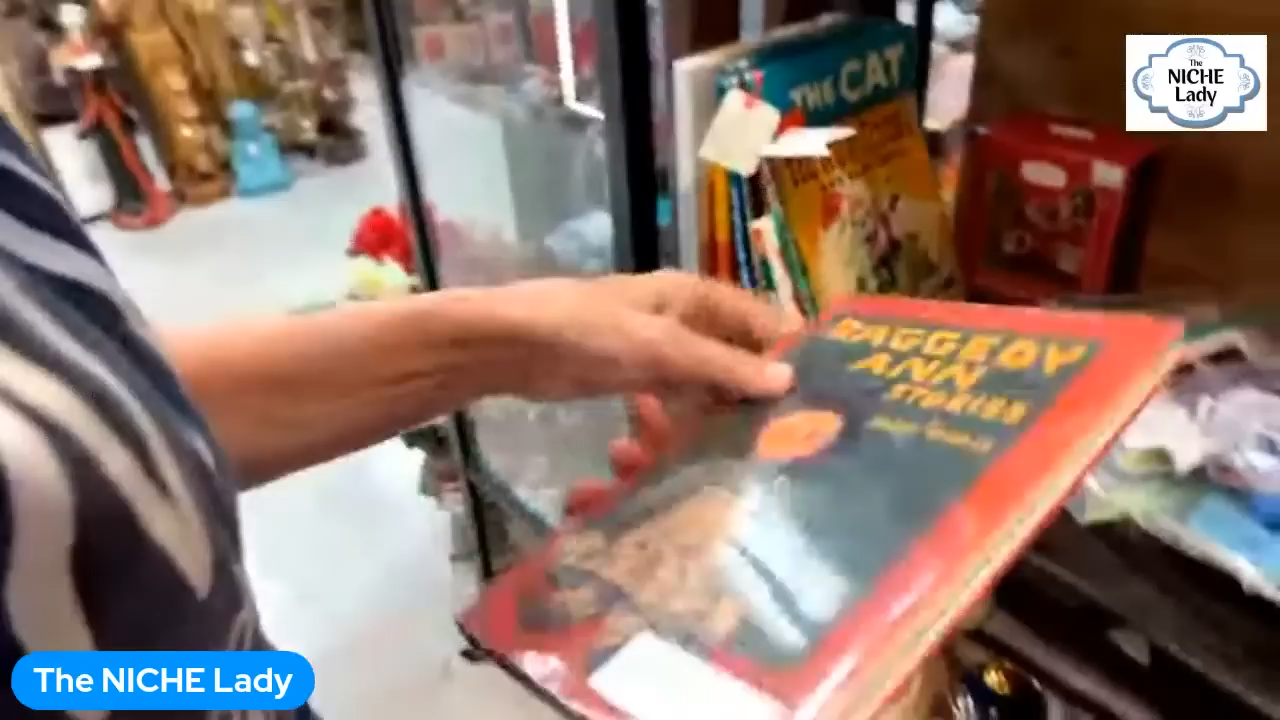 The
NICHE
Lady
THE CAT
RAGGEDY
ANN
STORIES
The NICHE Lady